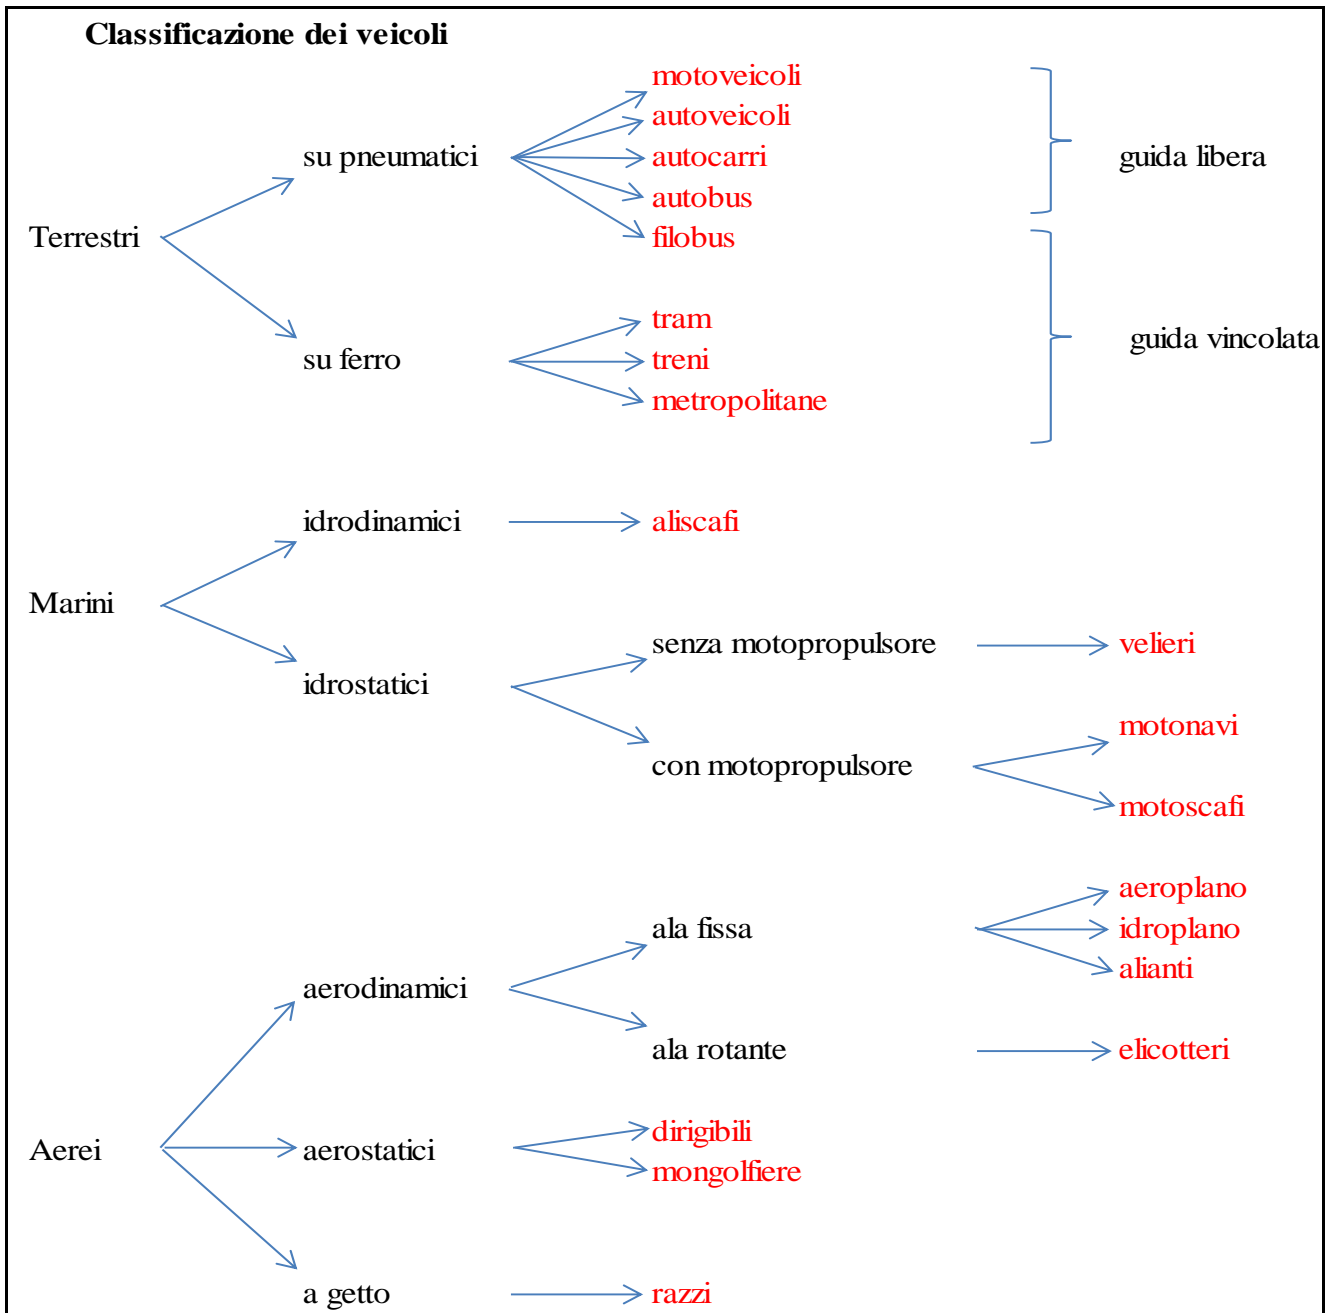 Classificazione dei veicoli
motoveicoli
autoveicoli
su pneumatici
autocarri
guida libera
autobus
Terrestri
filobus
tram
guida vincolata
su ferro
treni
metropolitane
idrodinamici
aliscafi
Marini
senza motopropulsore
velieri
idrostatici
motonavi
con motopropulsore
motoscafi
aeroplano
ala fissa
idroplano
alianti
aerodinamici
ala rotante
elicotteri
dirigibili
Aerei
aerostatici
mongolfiere
a getto
razzi